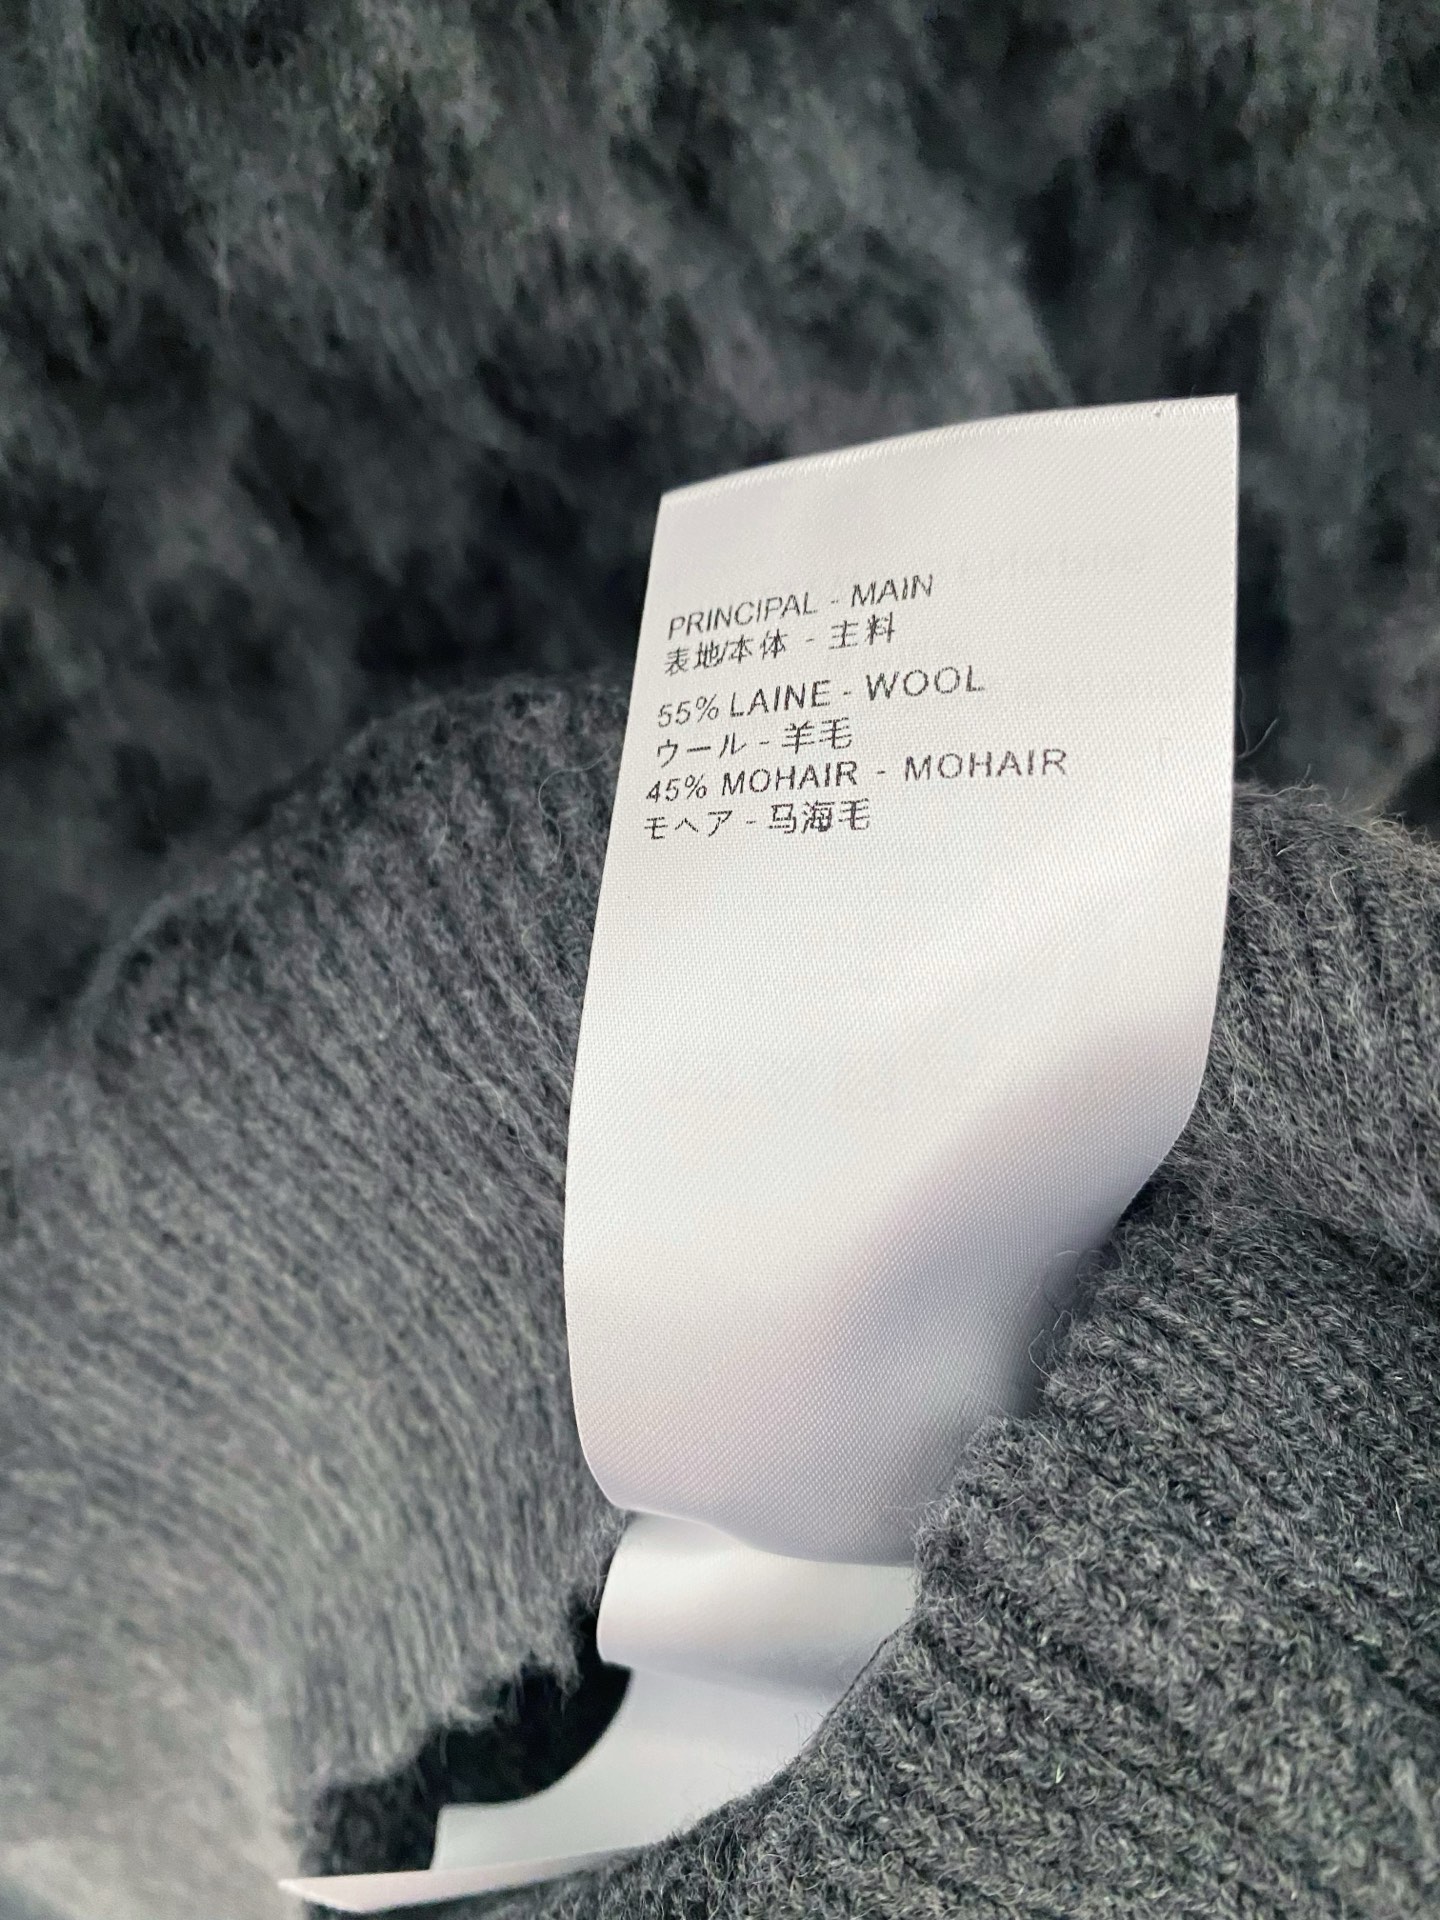 PRINCIPAL - MAIN
表地/本体 - 主料
55% LAINE - WOOL
ウール - 羊毛
45% MOHAIR - MOHAIR
モヘア - 马海毛